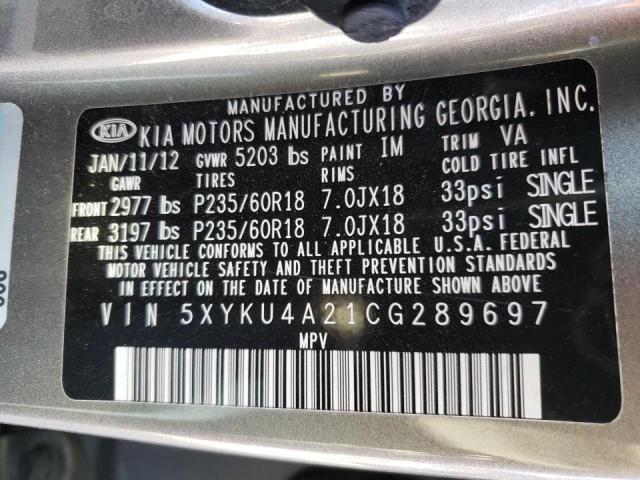 MANUFACTURED BY
KIA KIA MOTORS MANUFACTURING GEORGIA, INC.
JAN/11/12 GVWR 5203 lbs PAINT IM TRIM VA
GAWR TIRES RIMS COLD TIRE INFL
FRONT 2977 lbs P235/60R18 7.0JX18 33psi SINGLE
REAR 3197 lbs P235/60R18 7.0JX18 33psi SINGLE
THIS VEHICLE CONFORMS TO ALL APPLICABLE U.S.A. FEDERAL
MOTOR VEHICLE SAFETY AND THEFT PREVENTION STANDARDS
IN EFFECT ON THE DATE OF MANUFACTURE SHOWN ABOVE.
VIN 5XYKU4A21CG289697
MPV